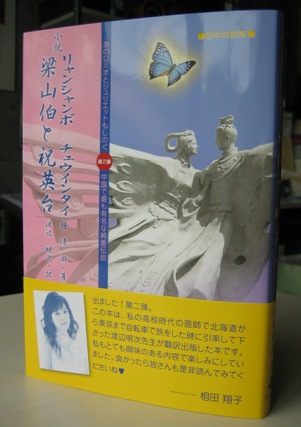 ●日中対訳版●
小説
リャンシャンボ チュウインタイ
梁山伯と祝英台
あのロミオとジュリエットもしのぐ
第2弾
中国で最も有名な純愛伝説
出ました!第二弾。
この本は、私の高校時代の恩師で北海道か
ら東京まで自転車で旅をした時に引率して下
さった渡辺明次先生が翻訳出版した本です。
私もとても興味のある内容で楽しみにしてい
ました。良かったら皆さんも是非読んでみてく
ださいね♥
………相田 翔子